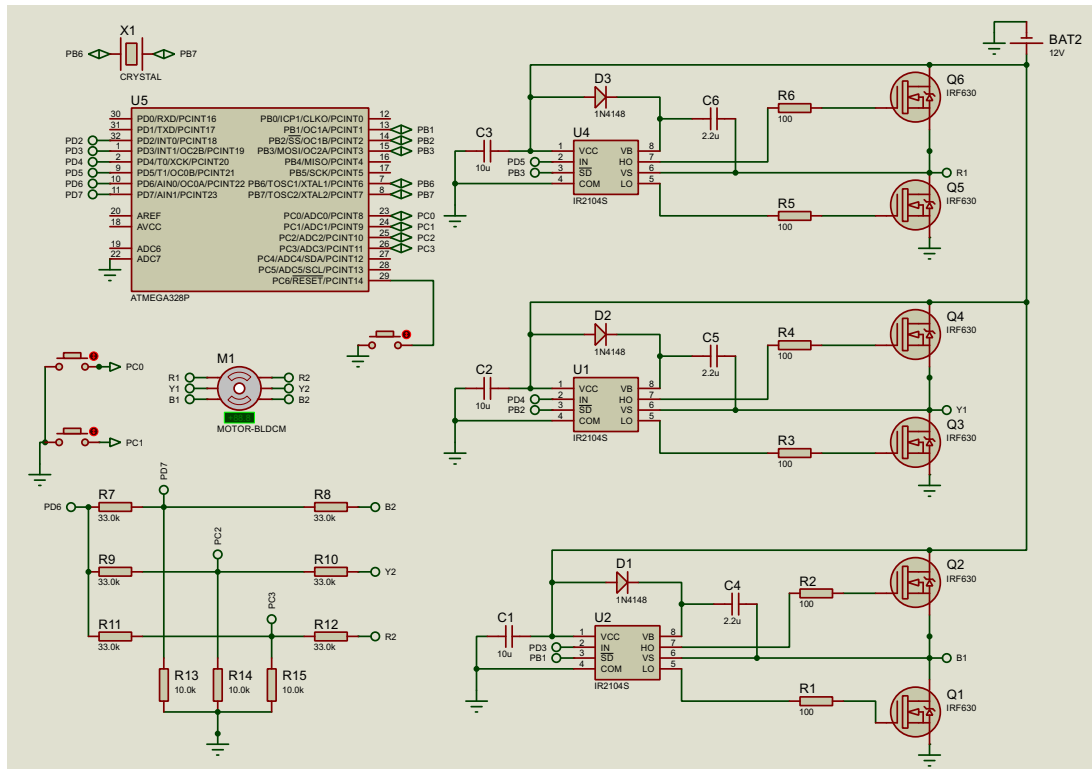 X1
PB6
PB7
CRYSTAL
BAT2
12V
U5
30 PD0/RXD/PCINT16
31 PD1/TXD/PCINT17
PD2 32 PD2/INT0/PCINT18
PD3 1 PD3/INT1/OC2B/PCINT19
PD4 2 PD4/T0/XCK/PCINT20
PD5 9 PD5/T1/OC0B/PCINT21
PD6 10 PD6/AIN0/OC0A/PCINT22
PD7 11 PD7/AIN1/PCINT23
20 AREF
18 AVCC
19 ADC6
22 ADC7
PB0/ICP1/CLKO/PCINT0 12
PB1/OC1A/PCINT1 13 PB1
PB2/SS/OC1B/PCINT2 14 PB2
PB3/MOSI/OC2A/PCINT3 15 PB3
PB4/MISO/PCINT4 16
PB5/SCK/PCINT5 17
PB6/TOSC1/XTAL1/PCINT6 7 PB6
PB7/TOSC2/XTAL2/PCINT7 8 PB7
PC0/ADC0/PCINT8 23 PC0
PC1/ADC1/PCINT9 24 PC1
PC2/ADC2/PCINT10 25 PC2
PC3/ADC3/PCINT11 26 PC3
PC4/ADC4/SDA/PCINT12 27
PC5/ADC5/SCL/PCINT13 28
PC6/RESET/PCINT14 29
ATMEGA328P
D3
1N4148
C6
2.2u
R6
100
Q6
IRF630
C3
10u
U4
1 VCC VB 8
PD5 2 IN HO 7
PB3 3 SD VS 6
4 COM LO 5
IR2104S
R1
R5
100
Q5
IRF630
D2
1N4148
C5
2.2u
R4
100
Q4
IRF630
C2
10u
U1
1 VCC VB 8
PD4 2 IN HO 7
PB2 3 SD VS 6
4 COM LO 5
IR2104S
Y1
R3
100
Q3
IRF630
PC0
PC1
M1
R1 R2
Y1 Y2
B1 B2
MOTOR-BLDCM
PD7
PD6
R7
33.0k
R8
33.0k
B2
PC2
R9
33.0k
R10
33.0k
Y2
PC3
R11
33.0k
R12
33.0k
R2
R13
10.0k
R14
10.0k
R15
10.0k
D1
1N4148
C4
2.2u
R2
100
Q2
IRF630
C1
10u
U2
1 VCC VB 8
PD3 2 IN HO 7
PB1 3 SD VS 6
4 COM LO 5
IR2104S
B1
R1
100
Q1
IRF630